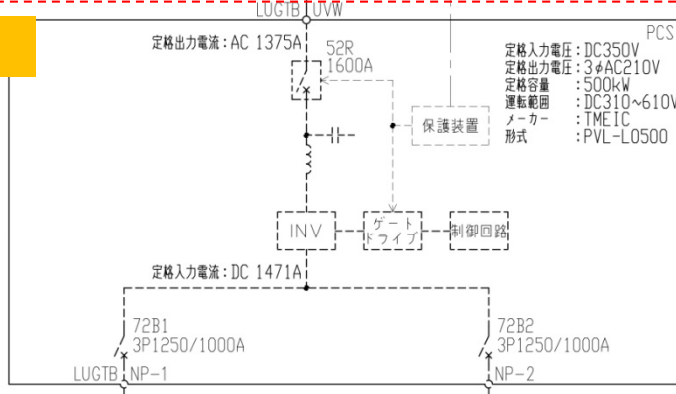 LUGTB UVW
PCS
定格出力電流:AC 1375A
52R
1600A
定格入力電圧:DC350V
定格出力電圧:3φAC210V
定格容量 :500kW
運転範囲 :DC310~610V
メーカー :TMEIC
形式 :PVL-L0500
保護装置
INV
ゲート
ドライブ
制御回路
定格入力電流:DC 1471A
72B1
3P1250/1000A
72B2
3P1250/1000A
LUGTB NP-1
NP-2